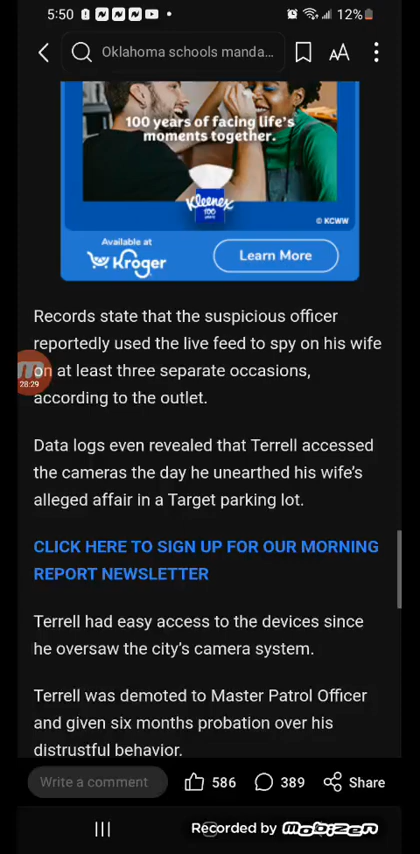 5:50
12%
Oklahoma schools manda...
AA
100 years of facing life's
moments together.
Kleenex
100
© KCWW
Available at
Kroger
Learn More
Records state that the suspicious officer
reportedly used the live feed to spy on his wife
on at least three separate occasions,
28:29
according to the outlet.
Data logs even revealed that Terrell accessed
the cameras the day he unearthed his wife's
alleged affair in a Target parking lot.
CLICK HERE TO SIGN UP FOR OUR MORNING
REPORT NEWSLETTER
Terrell had easy access to the devices since
he oversaw the city's camera system.
Terrell was demoted to Master Patrol Officer
and given six months probation over his
distrustful behavior.
Write a comment
586
389
Share
Recorded by mobizen